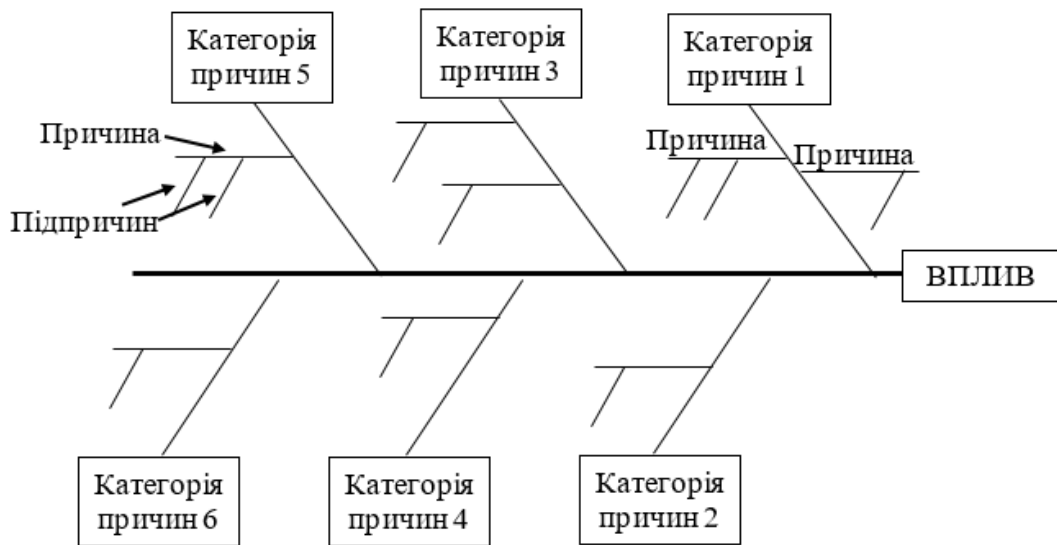 Категорія
причин 5
Категорія
причин 3
Категорія
причин 1
Причина
Причина
Причина
Підпричин
ВПЛИВ
Категорія
причин 6
Категорія
причин 4
Категорія
причин 2